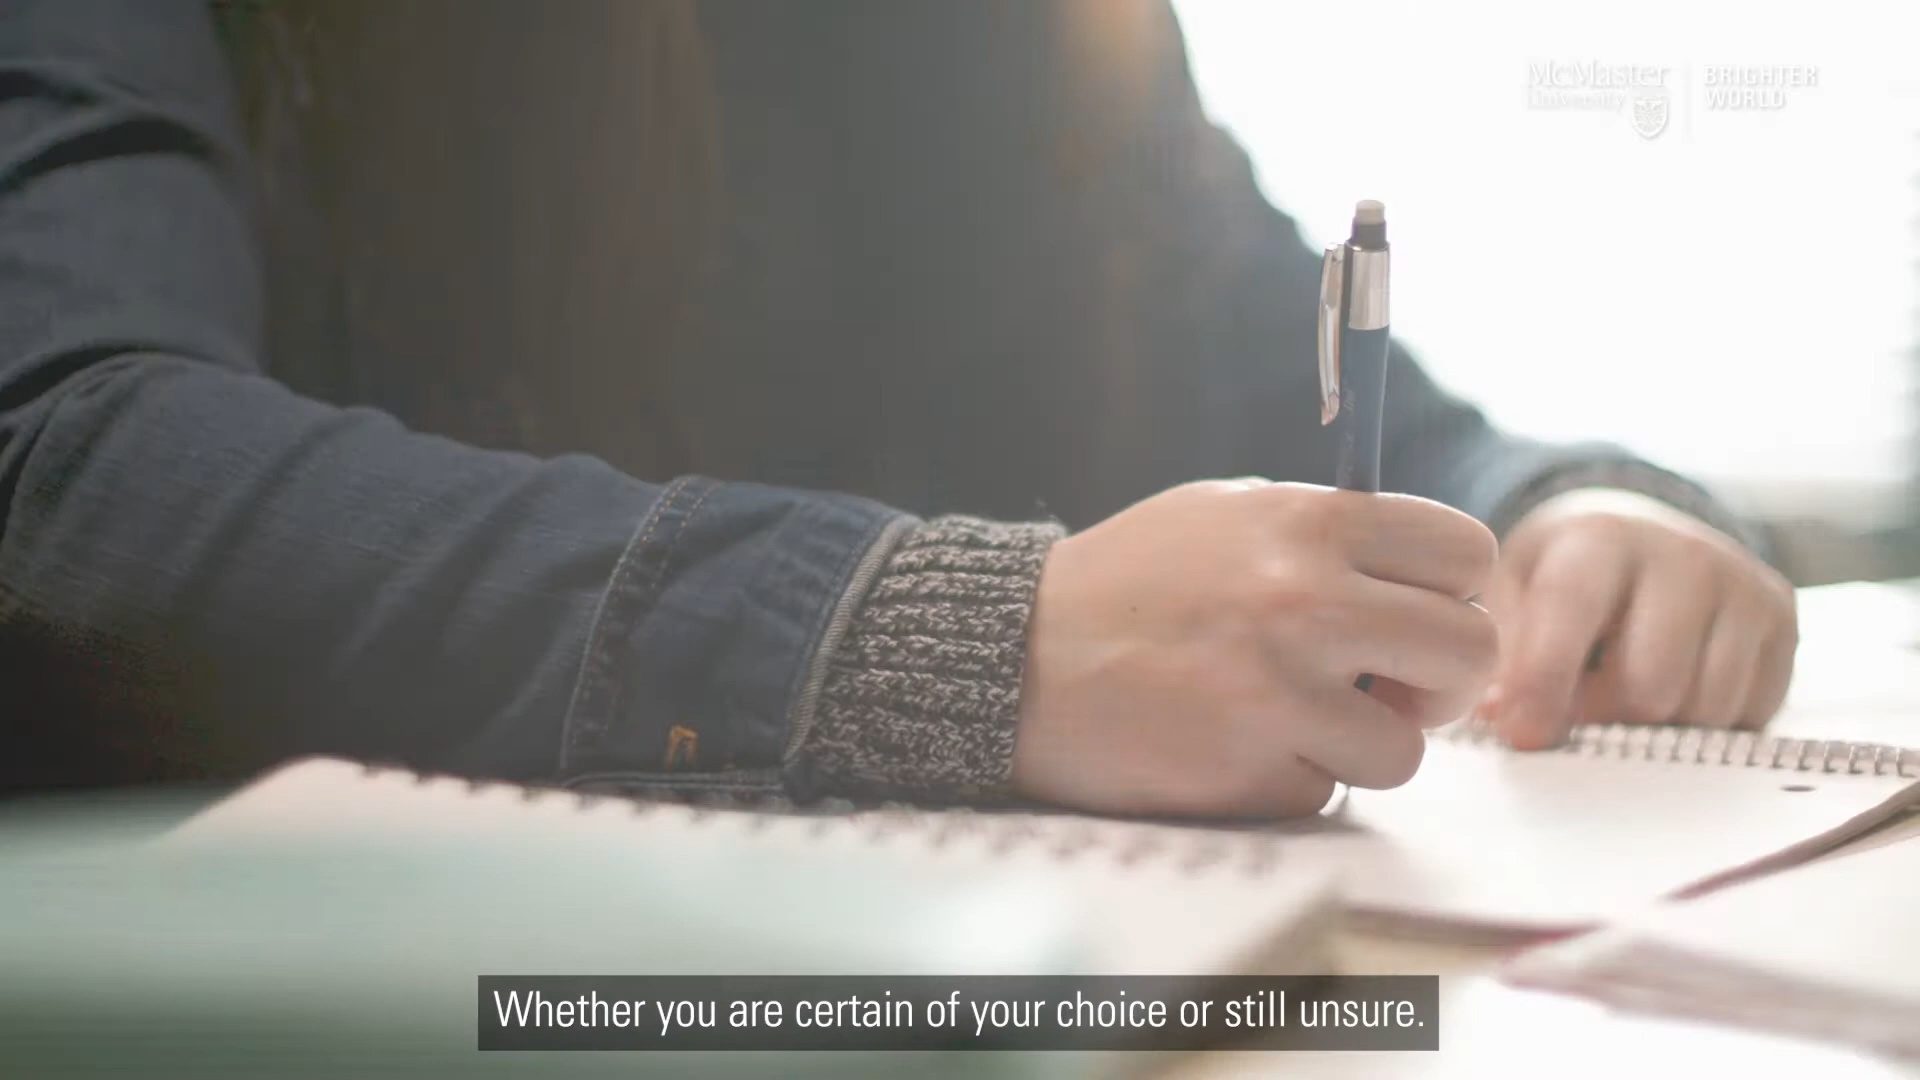 McMaster
University
BRIGHTER
WORLD
Whether you are certain of your choice or still unsure.